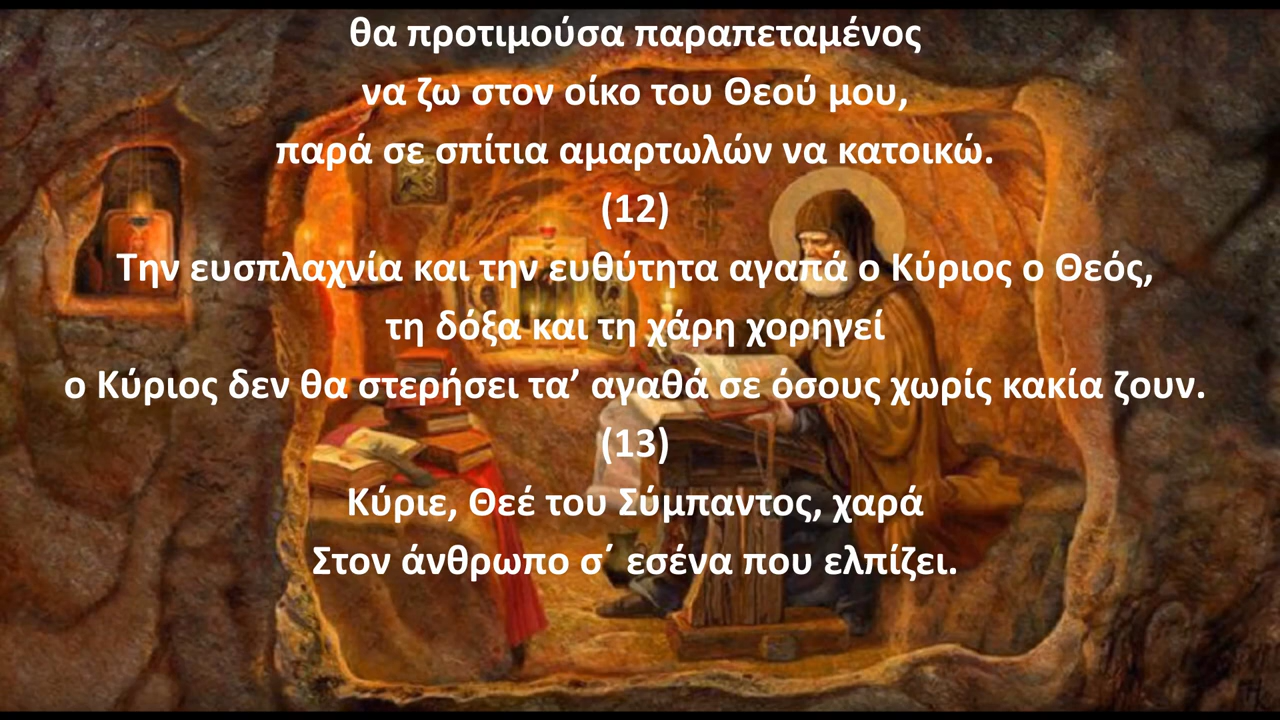 θα προτιμούσα παραπεταμένος
να ζω στον οίκο του Θεού μου,
παρά σε σπίτια αμαρτωλών να κατοικώ.
(12)
Την ευσπλαχνία και την ευθύτητα αγαπά ο Κύριος ο Θεός,
τη δόξα και τη χάρη χορηγεί
ο Κύριος δεν θα στερήσει τα’ αγαθά σε όσους χωρίς κακία ζουν.
(13)
Κύριε, Θεέ του Σύμπαντος, χαρά
Στον άνθρωπο σ΄ εσένα που ελπίζει.